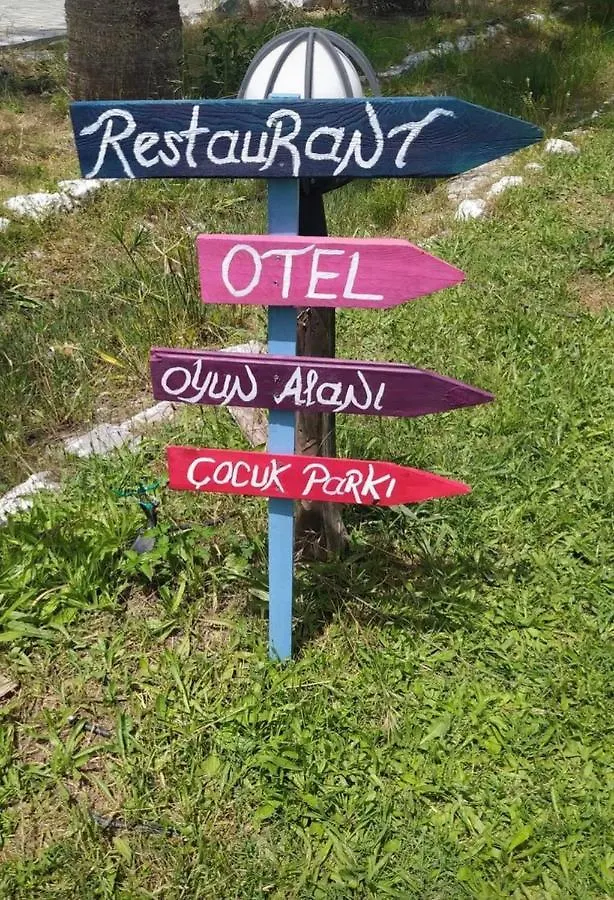 RestauRANT
OTEL
OYUN AlaNı
ÇOCUK PaRKı